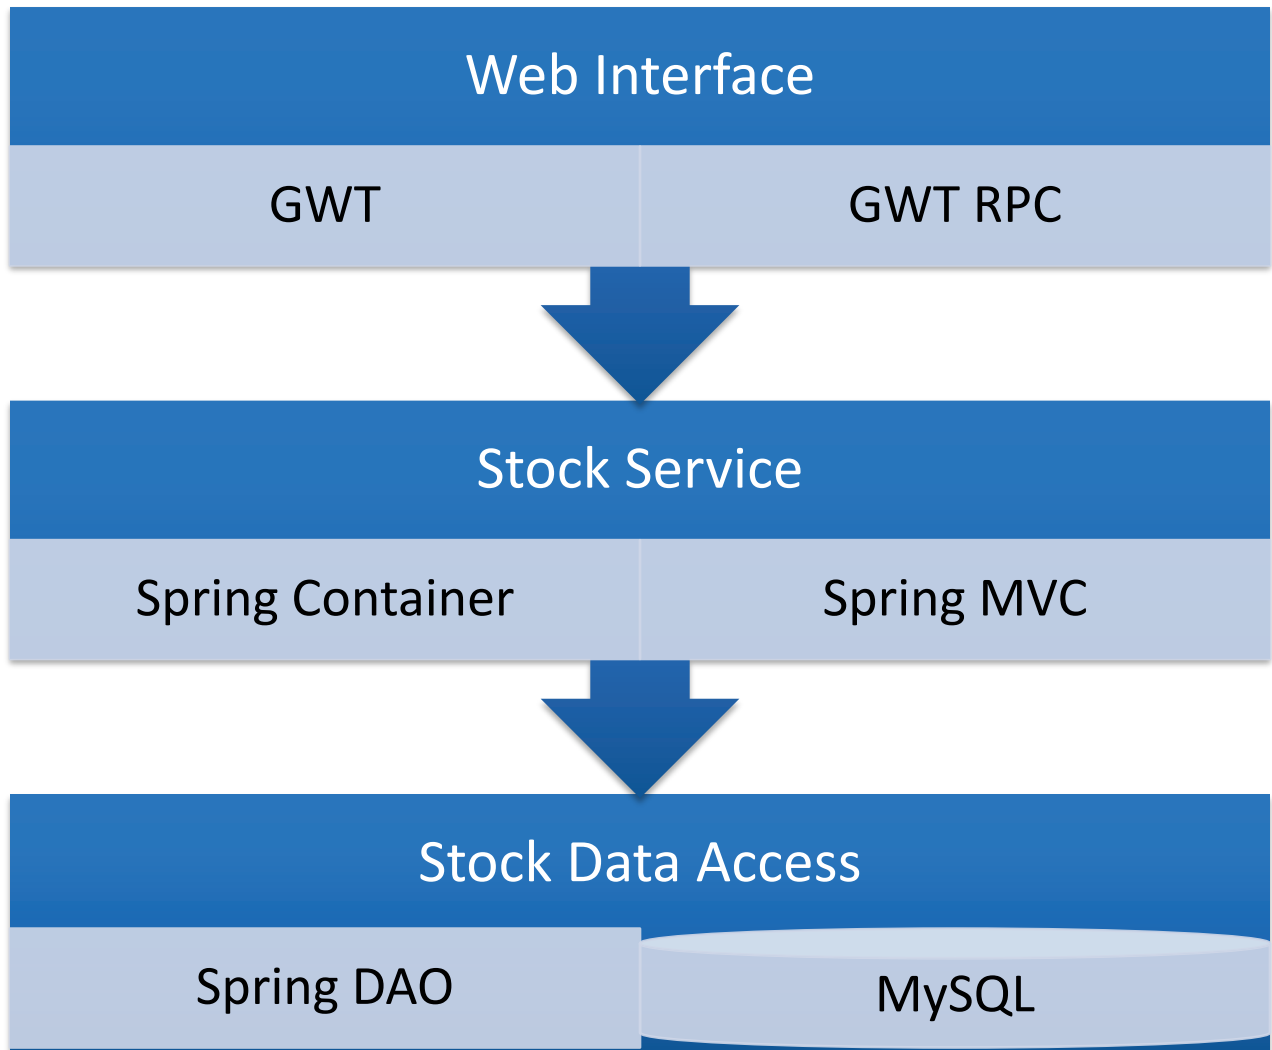 Web Interface
GWT
GWT RPC
Stock Service
Spring Container
Spring MVC
Stock Data Access
Spring DAO
MySQL